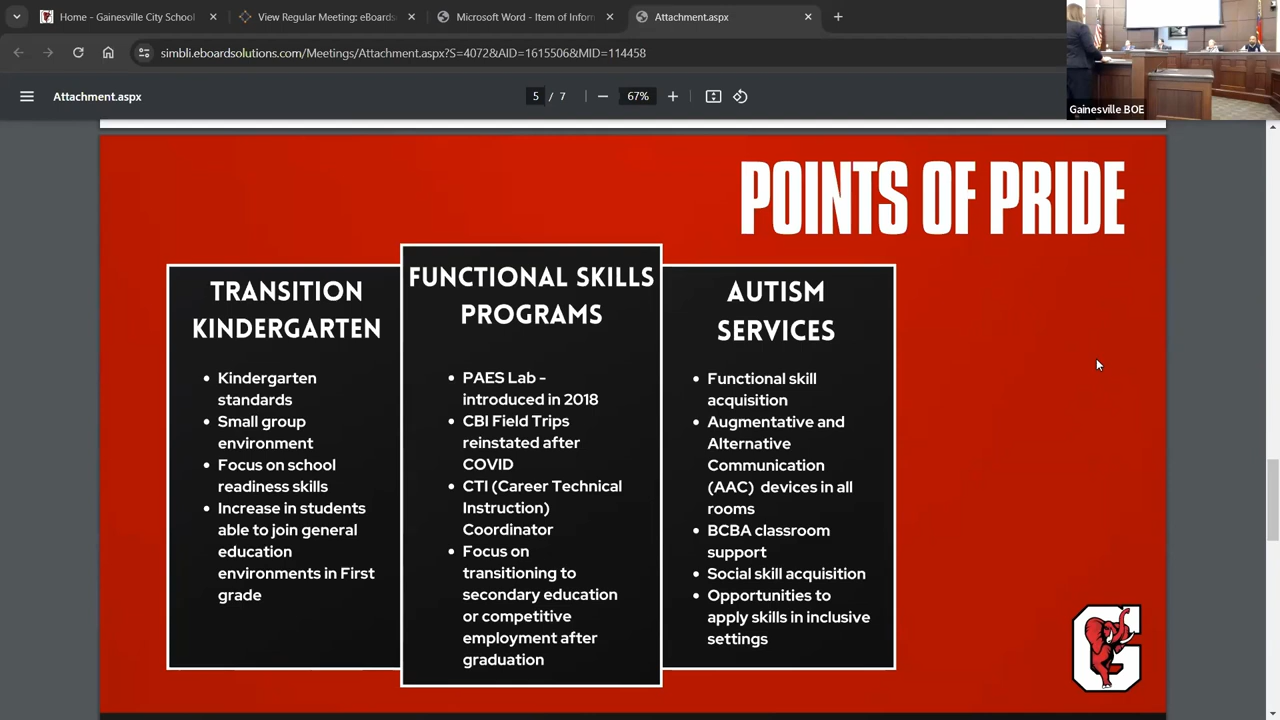 Home - Gainesville City School
View Regular Meeting: eBoards
Microsoft Word - Item of Inform
Attachment.aspx
simbli.eboardsolutions.com/Meetings/Attachment.aspx?S=4072&AID=1615506&MID=114458
Attachment.aspx
5 / 7
67%
Gainesville BOE
POINTS OF PRIDE
TRANSITION
KINDERGARTEN
Kindergarten
standards
Small group
environment
Focus on school
readiness skills
Increase in students
able to join general
education
environments in First
grade
FUNCTIONAL SKILLS
PROGRAMS
PAES Lab -
introduced in 2018
CBI Field Trips
reinstated after
COVID
CTI (Career Technical
Instruction)
Coordinator
Focus on
transitioning to
secondary education
or competitive
employment after
graduation
AUTISM
SERVICES
Functional skill
acquisition
Augmentative and
Alternative
Communication
(AAC) devices in all
rooms
BCBA classroom
support
Social skill acquisition
Opportunities to
apply skills in inclusive
settings
G